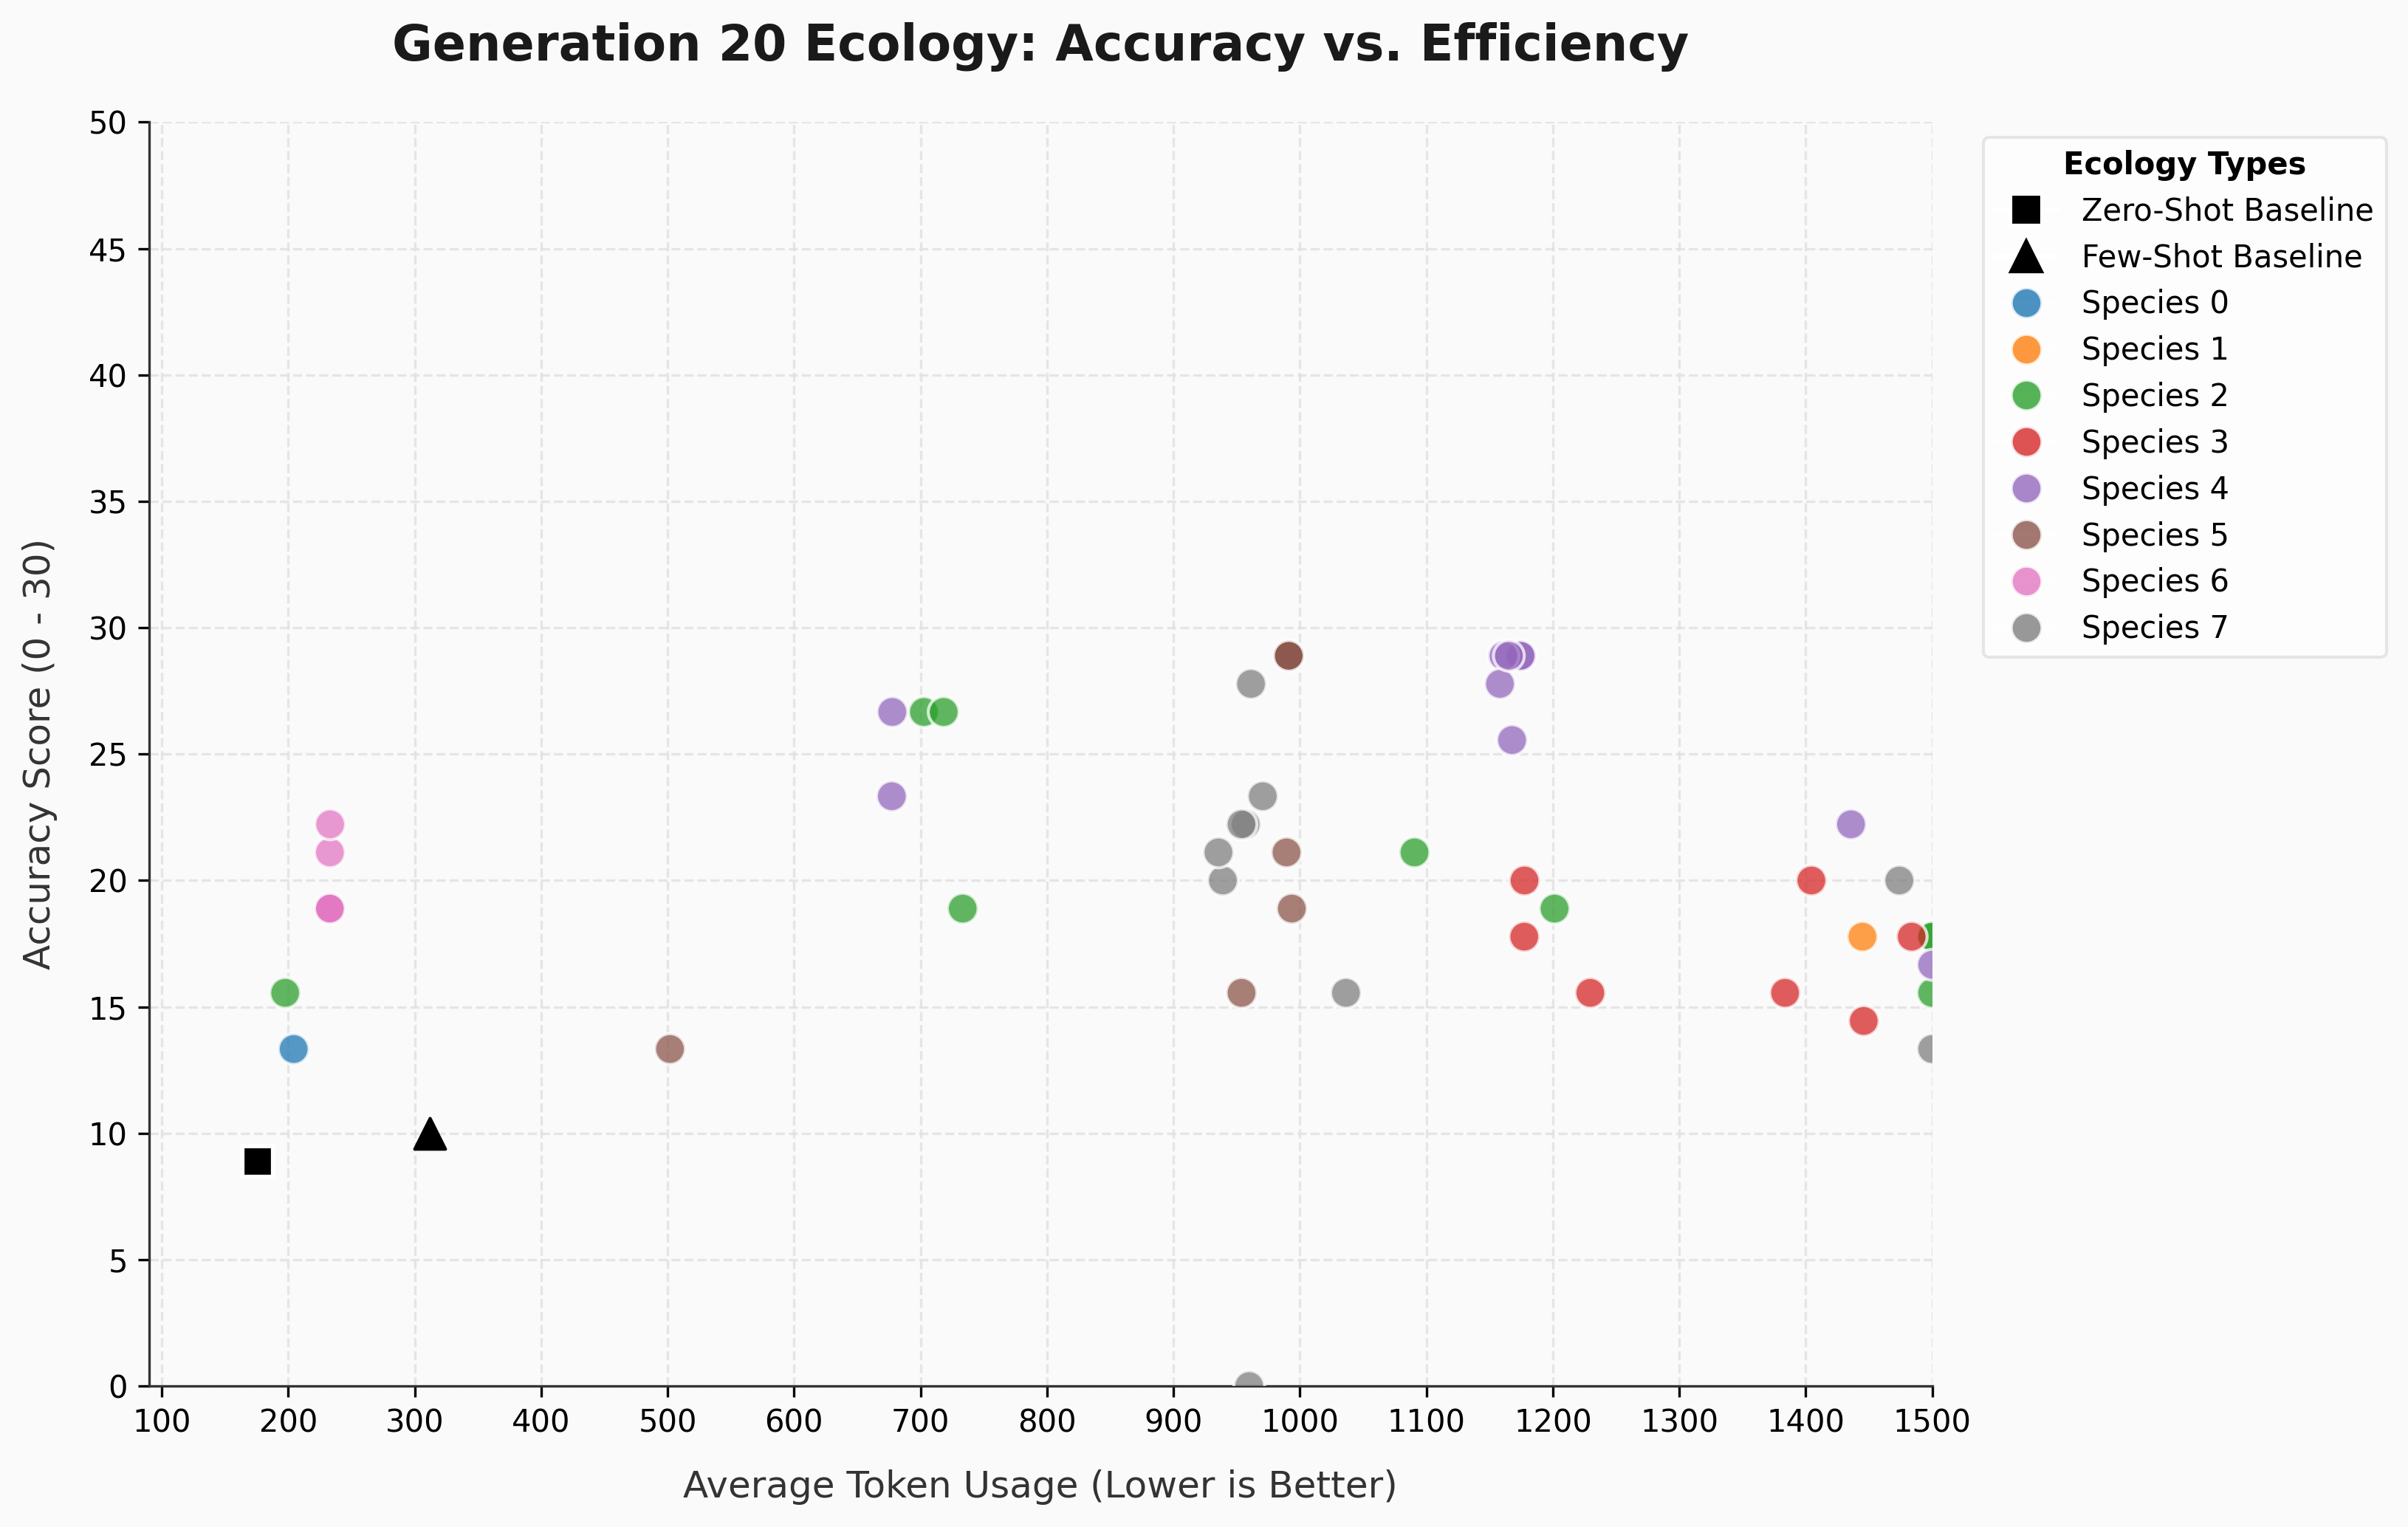 Generation 20 Ecology: Accuracy vs. Efficiency
50
45
40
35
30
25
20
15
10
5
0
Accuracy Score (0 - 30)
100 200 300 400 500 600 700 800 900 1000 1100 1200 1300 1400 1500
Average Token Usage (Lower is Better)
Ecology Types
Zero-Shot Baseline
Few-Shot Baseline
Species 0
Species 1
Species 2
Species 3
Species 4
Species 5
Species 6
Species 7